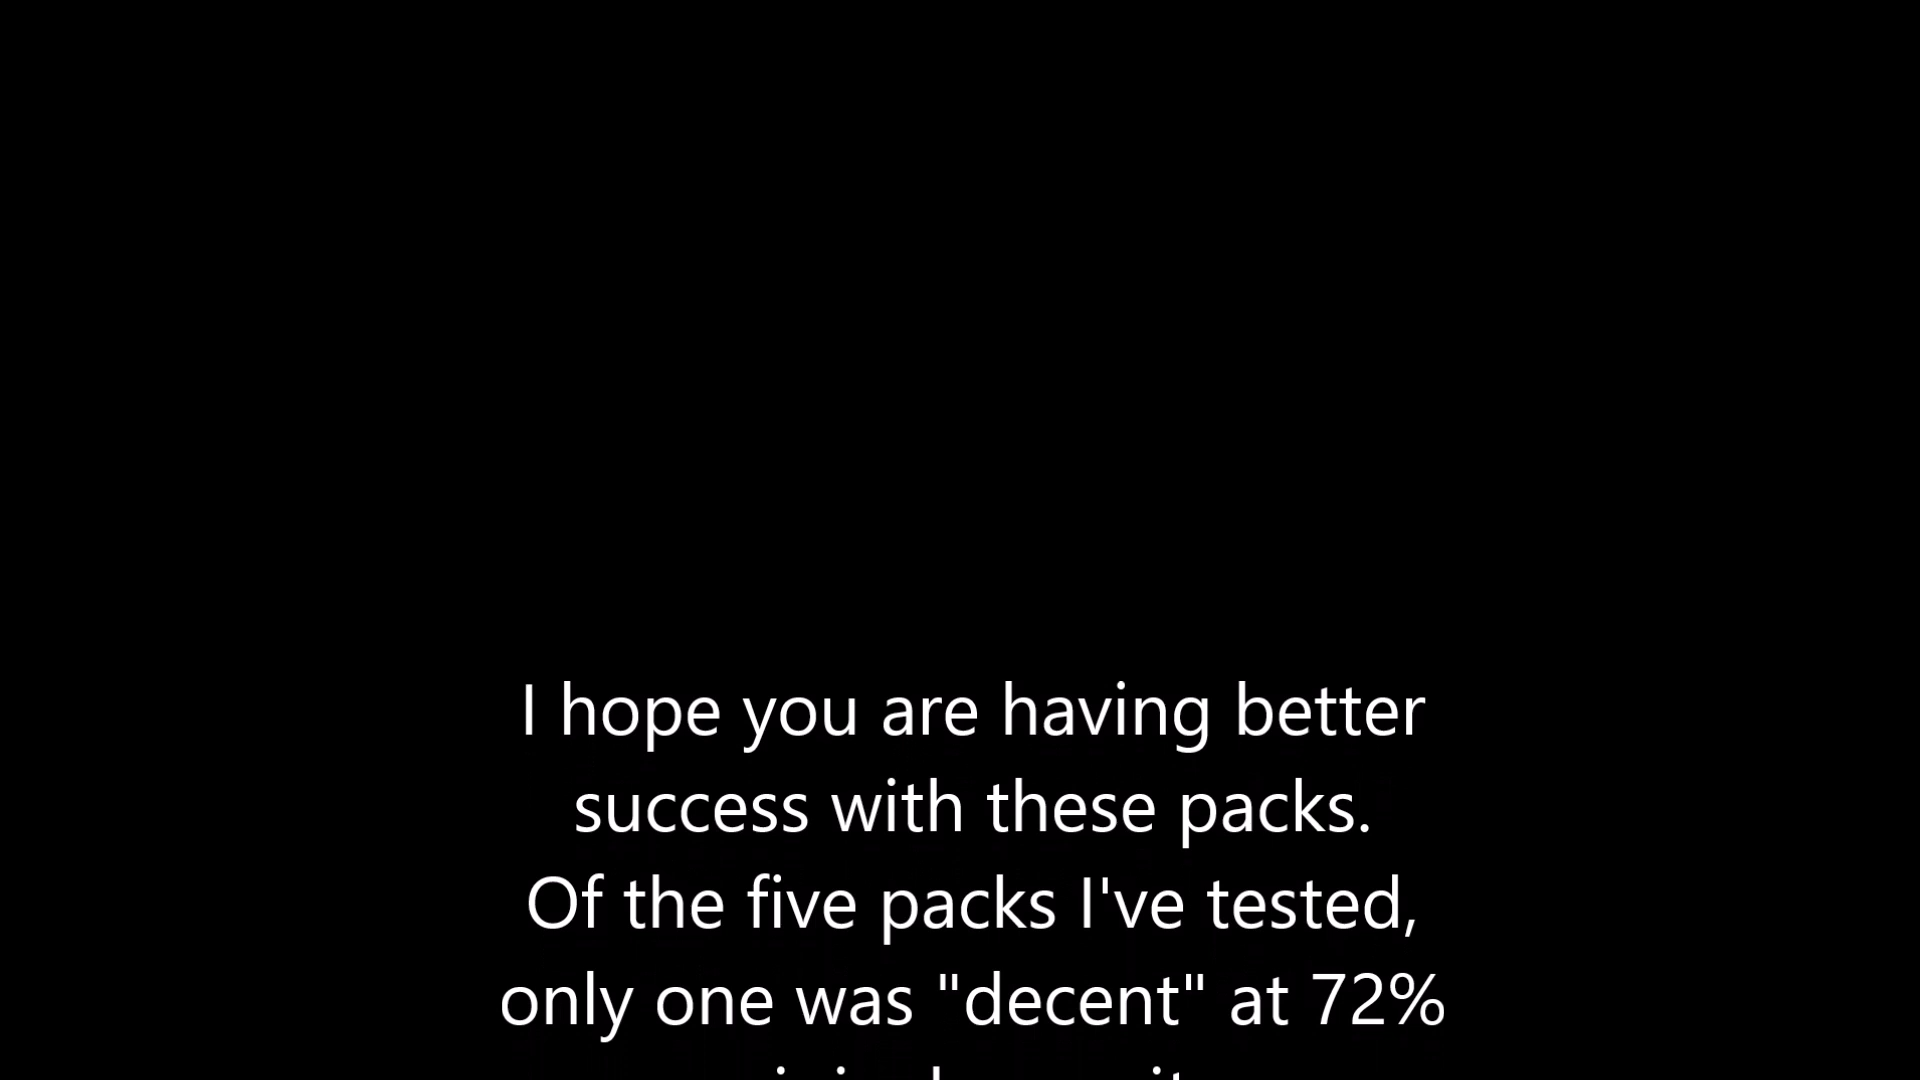 I hope you are having better
success with these packs.
Of the five packs I've tested,
only one was "decent" at 72%